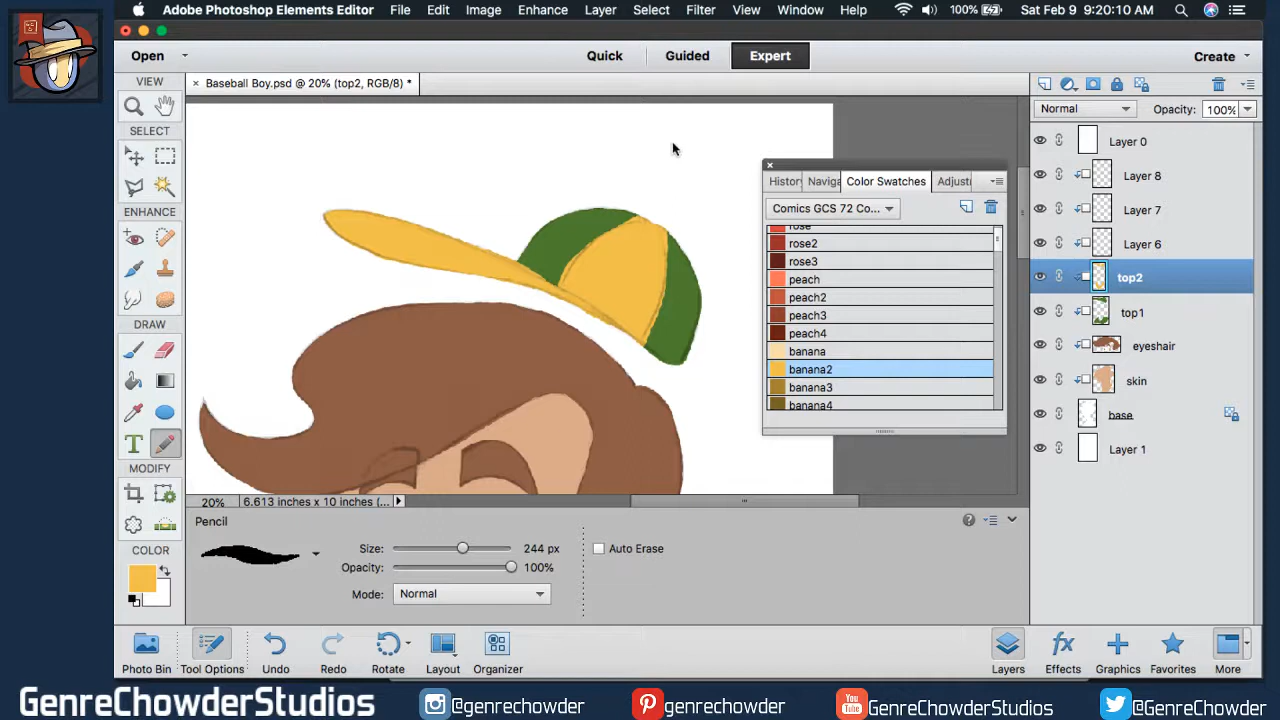 Adobe Photoshop Elements Editor File Edit Image Enhance Layer Select Filter View Window Help 100% Sat Feb 9 9:20:10 AM
Open Quick Guided Expert Create
VIEW
Baseball Boy.psd @ 20% (top2, RGB/8) *
Normal Opacity: 100%
SELECT
Layer 0
Histor Naviga Color Swatches Adjustr
Layer 8
Comics GCS 72 Co...
ENHANCE
Layer 7
rose
rose2
Layer 6
rose3
peach
top2
peach2
peach3
top1
DRAW
peach4
eyeshair
banana
banana2
skin
banana3
banana4
base
T
Layer 1
MODIFY
20% 6.613 inches x 10 inches (...
Pencil
COLOR
Size: 244 px Auto Erase
Opacity: 100%
Mode: Normal
fx
Photo Bin Tool Options Undo Redo Rotate Layout Organizer Layers Effects Graphics Favorites More
GenreChowderStudios @genrechowder genrechowder GenreChowderStudios @GenreChowder